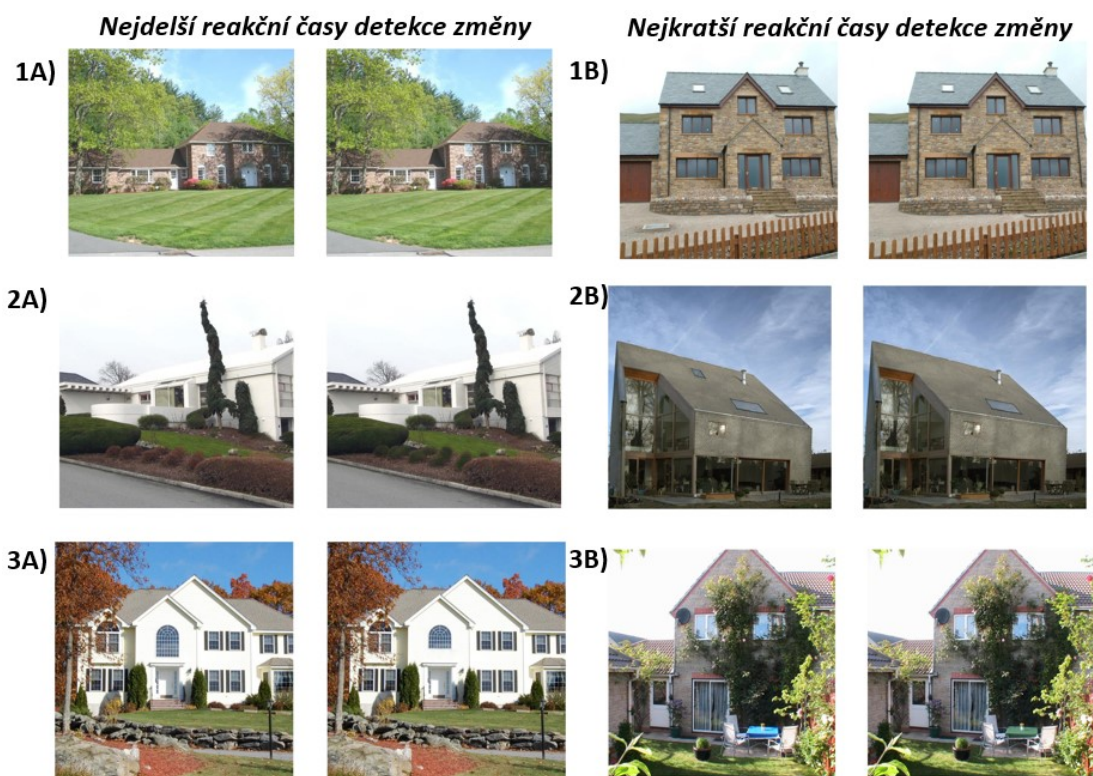 Nejdelší reakční časy detekce změny
Nejkratší reakční časy detekce změny
1A)
1B)
2A)
2B)
3A)
3B)